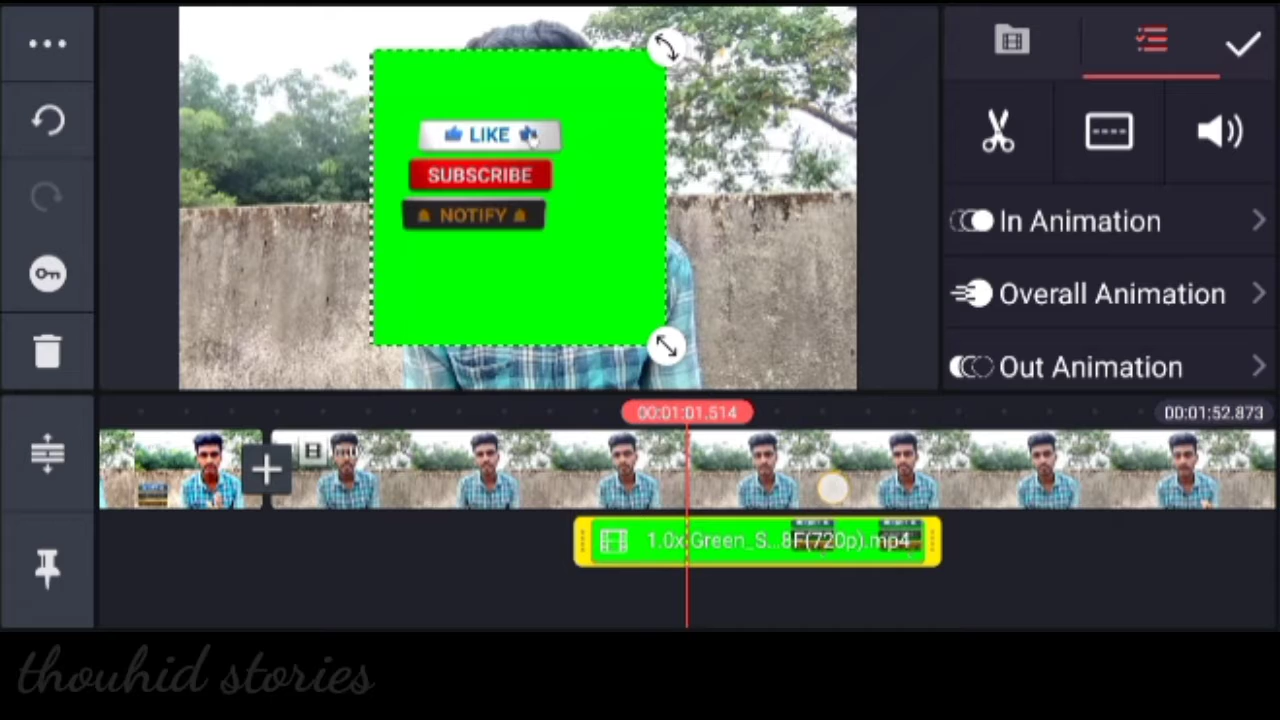 LIKE
SUBSCRIBE
NOTIFY
In Animation
Overall Animation
Out Animation
00:01:01.514
00:01:52.873
1.0x Green_S...8F(720p).mp4
thouhid stories